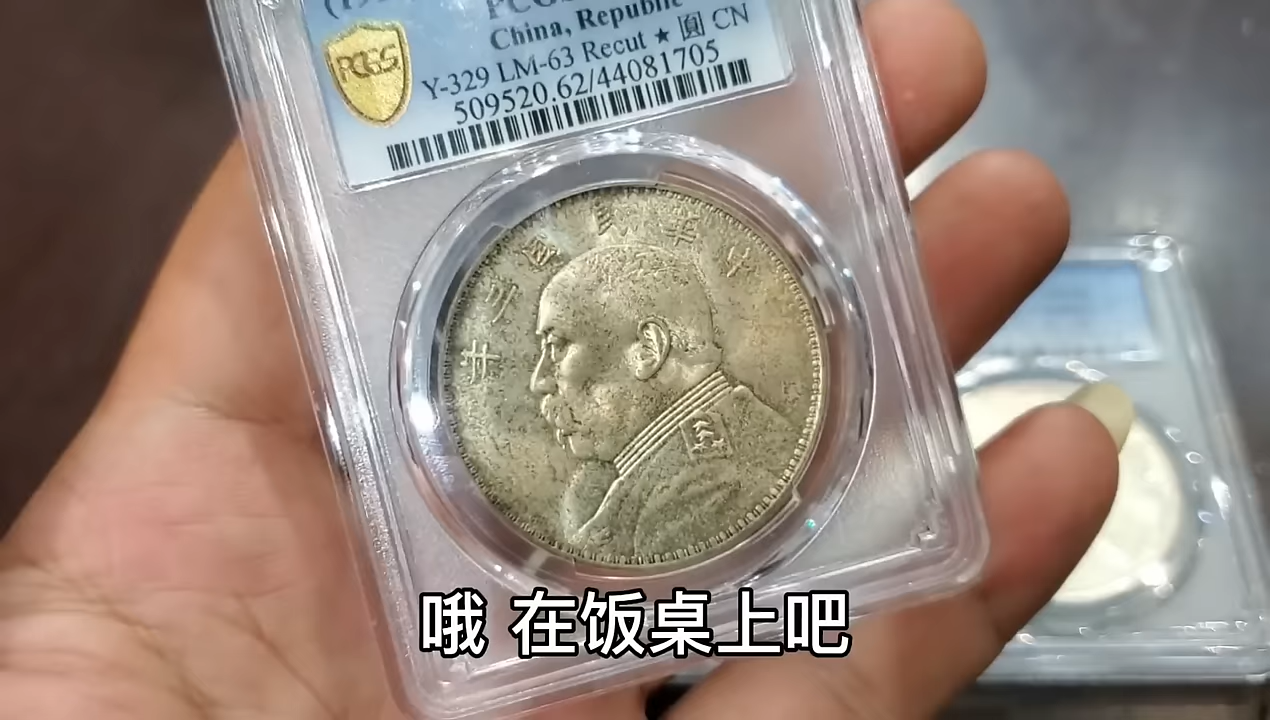 China, Republic
PCGS
Y-329 LM-63 Recut ★ 圓 CN
509520.62/44081705
年三國民華中
哦 在饭桌上吧